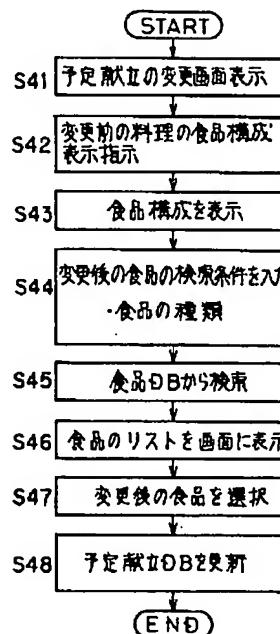 START
S41 予定献立の変更画面表示
S42 変更前の料理の食品構成
表示指示
S43 食品構成を表示
S44 変更後の食品の検索条件を入力
・食品の種類
S45 食品DBから検索
S46 食品のリストを画面に表示
S47 変更後の食品を選択
S48 予定献立DBを更新
END